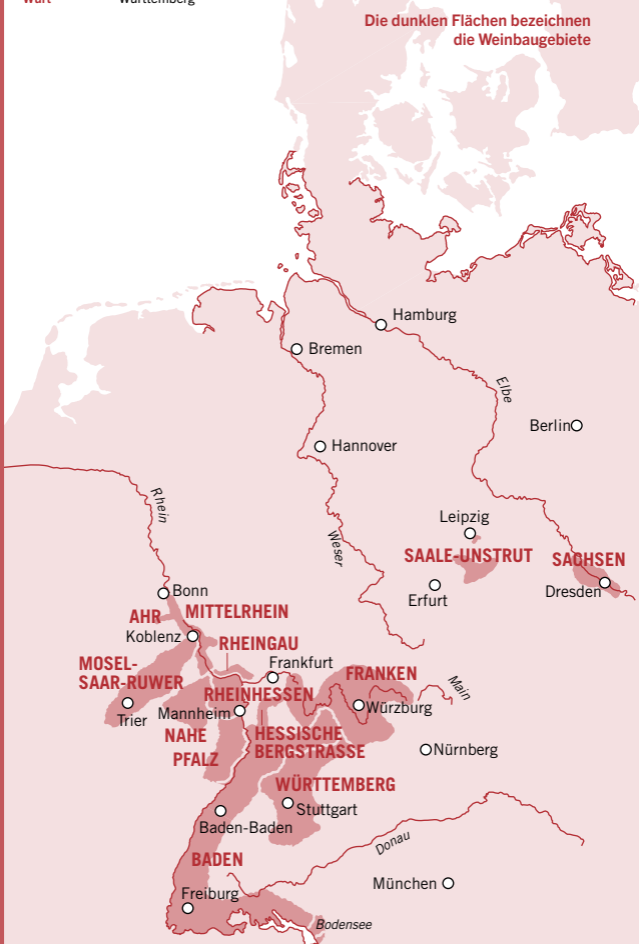 Württ
Württemberg
Die dunklen Flächen bezeichnen
die Weinbaugebiete
Hamburg
Bremen
Elbe
Berlin
Hannover
Rhein
Weser
Leipzig
SAALE-UNSTRUT
SACHSEN
Erfurt
Dresden
Bonn
AHR
MITTELRHEIN
Koblenz
RHEINGAU
Frankfurt
MOSEL-
SAAR-RUWER
FRANKEN
Main
RHEINHESSEN
Trier
Mannheim
Würzburg
NAHE
HESSISCHE
BERGSTRASSE
Nürnberg
PFALZ
WÜRTTEMBERG
Stuttgart
Baden-Baden
Donau
BADEN
München
Freiburg
Bodensee